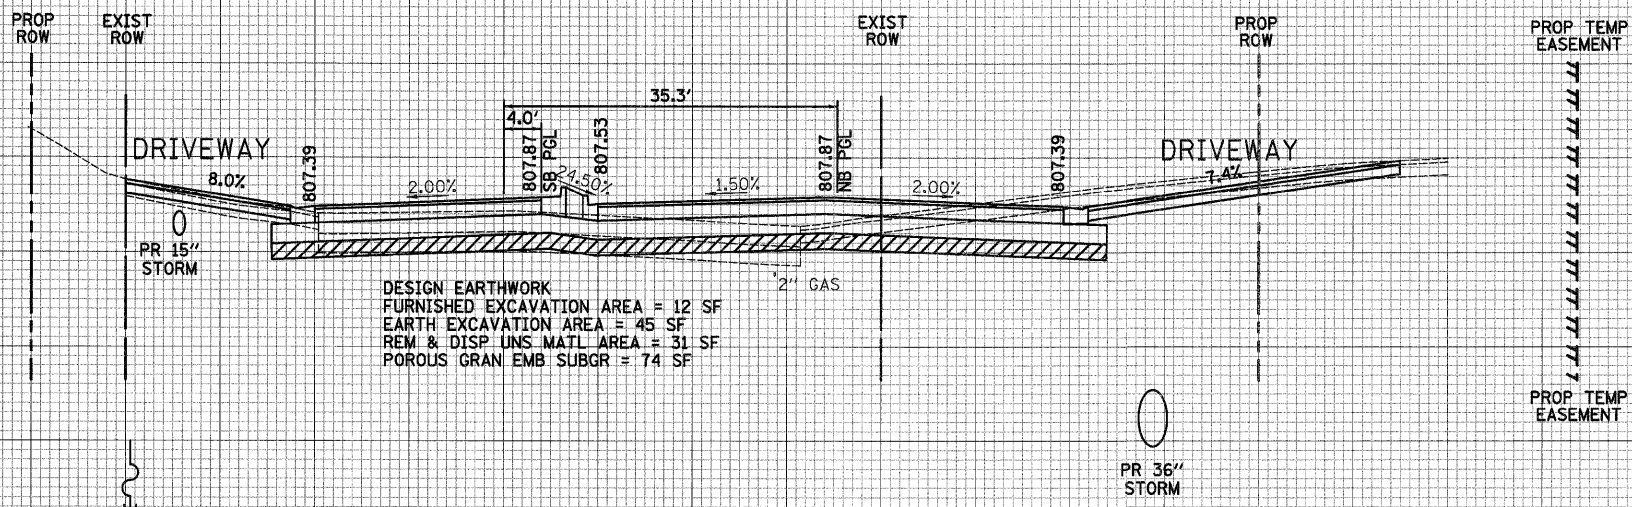 PROP
ROW
EXIST
ROW
EXIST
ROW
PROP
ROW
PROP TEMP
EASEMENT
35.3'
4.0'
DRIVEWAY
8.0%
807.39
2.00%
807.87
SB PGL
24.50%
807.53
1.50%
807.87
NB PGL
2.00%
807.39
DRIVEWAY
7.4%
PR 15"
STORM
2" GAS
DESIGN EARTHWORK
FURNISHED EXCAVATION AREA = 12 SF
EARTH EXCAVATION AREA = 45 SF
REM & DISP UNS MATL AREA = 31 SF
POROUS GRAN EMB SUBGR = 74 SF
PROP TEMP
EASEMENT
PR 36"
STORM